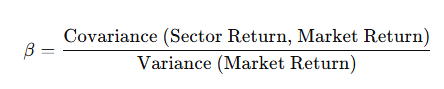 β = Covariance (Sector Return, Market Return)
Variance (Market Return)